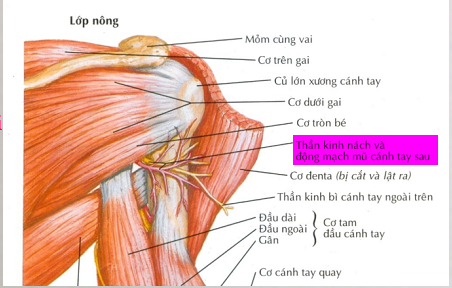 Lớp nông
Mỏm cùng vai
Cơ trên gai
Củ lớn xương cánh tay
Cơ dưới gai
Cơ tròn bé
Thần kinh nách và
động mạch mũ cánh tay sau
Cơ đenta (bị cắt và lật ra)
Thần kinh bì cánh tay ngoài trên
Đầu dài
Đầu ngoài
Gân
Cơ tam
đầu cánh tay
Cơ cánh tay quay